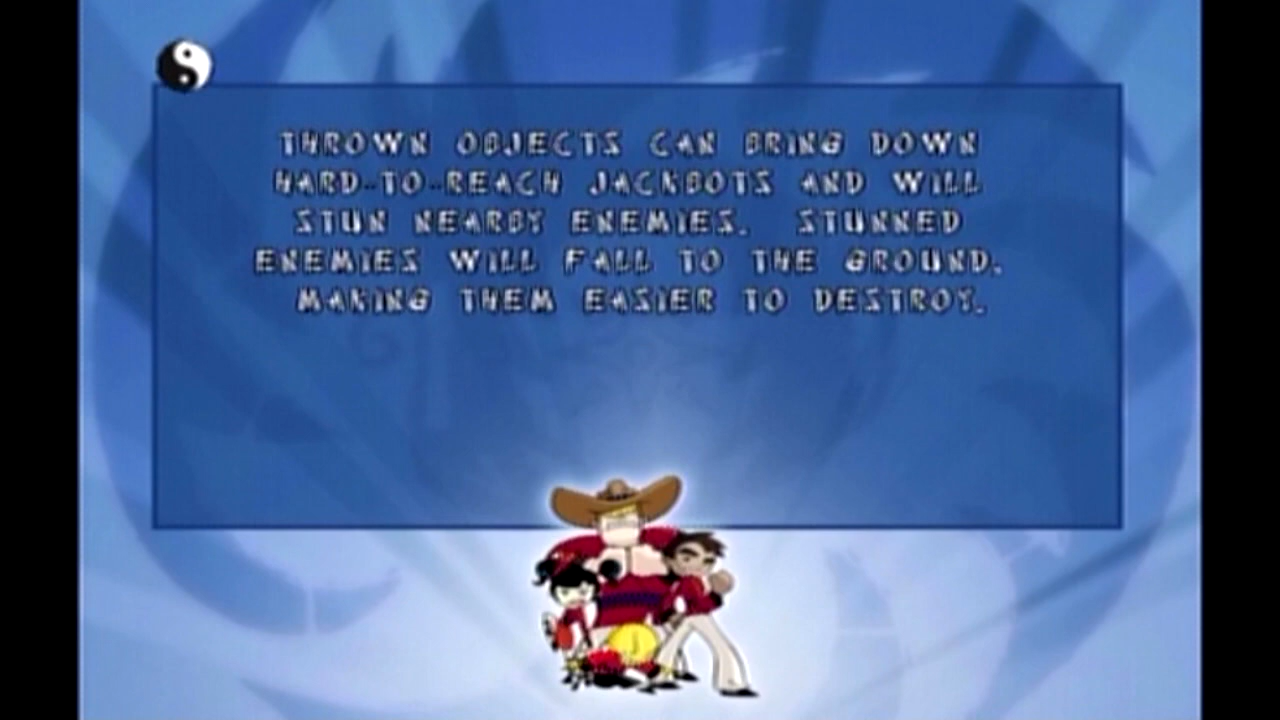 THROWN OBJECTS CAN BRING DOWN
HARD-TO-REACH JACKBOTS AND WILL
STUN NEARBY ENEMIES. STUNNED
ENEMIES WILL FALL TO THE GROUND,
MAKING THEM EASIER TO DESTROY.